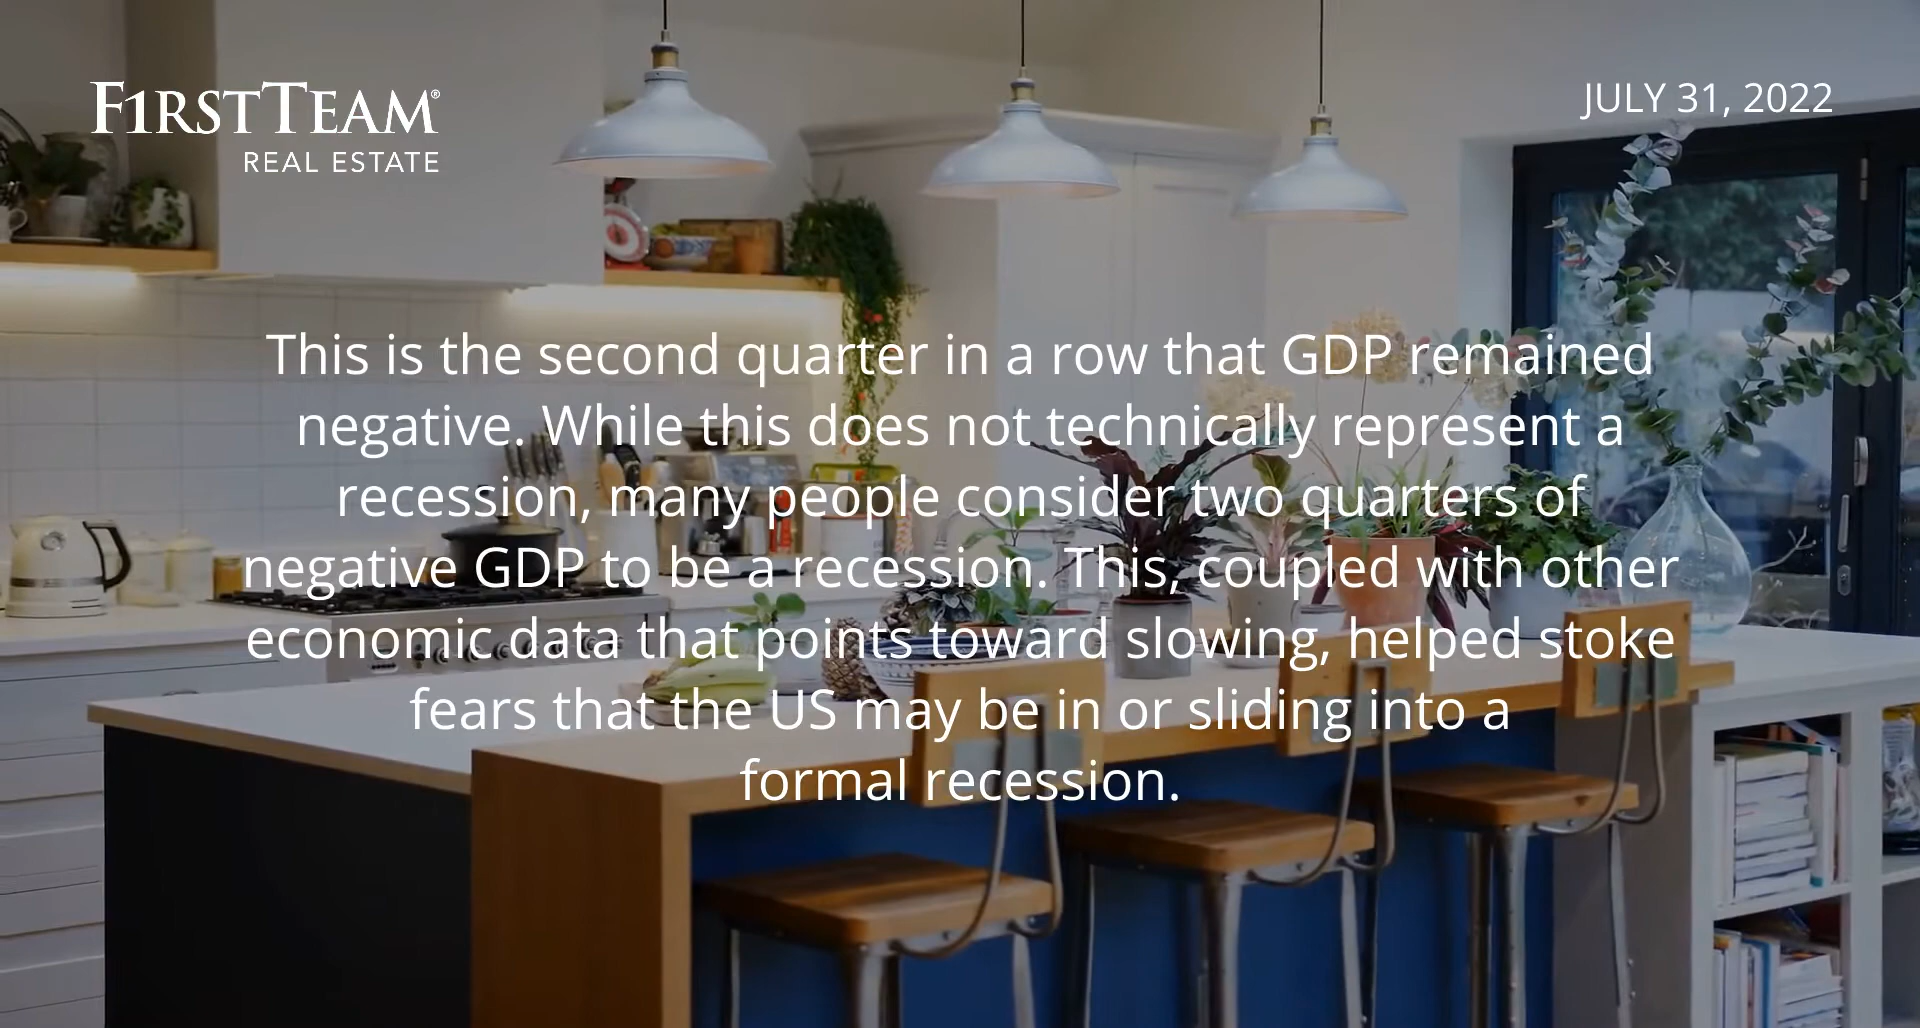 F1RSTTEAM®
REAL ESTATE
JULY 31, 2022
This is the second quarter in a row that GDP remained
negative. While this does not technically represent a
recession, many people consider two quarters of
negative GDP to be a recession. This, coupled with other
economic data that points toward slowing, helped stoke
fears that the US may be in or sliding into a
formal recession.